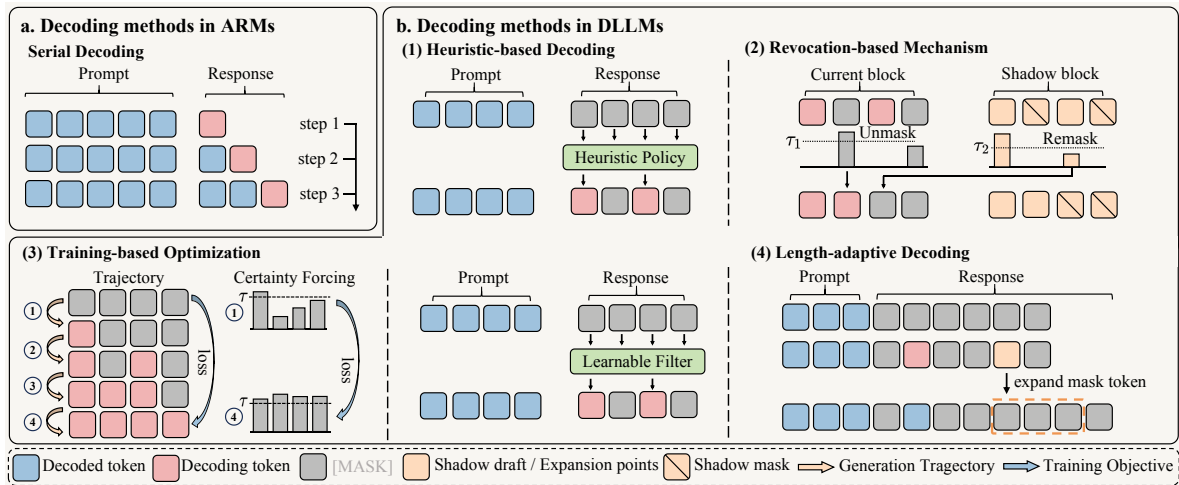 a. Decoding methods in ARMs
Serial Decoding
Prompt
Response
step 1
step 2
step 3
b. Decoding methods in DLLMs
(1) Heuristic-based Decoding
Prompt
Response
Heuristic Policy
(2) Revocation-based Mechanism
Current block
Shadow block
τ1
Unmask
τ2
Remask
(3) Training-based Optimization
Trajectory
Certainty Forcing
1
2
3
4
loss
τ
1
τ
4
loss
Prompt
Response
Learnable Filter
(4) Length-adaptive Decoding
Prompt
Response
expand mask token
Decoded token
Decoding token
[MASK]
Shadow draft / Expansion points
Shadow mask
Generation Tragectory
Training Objective